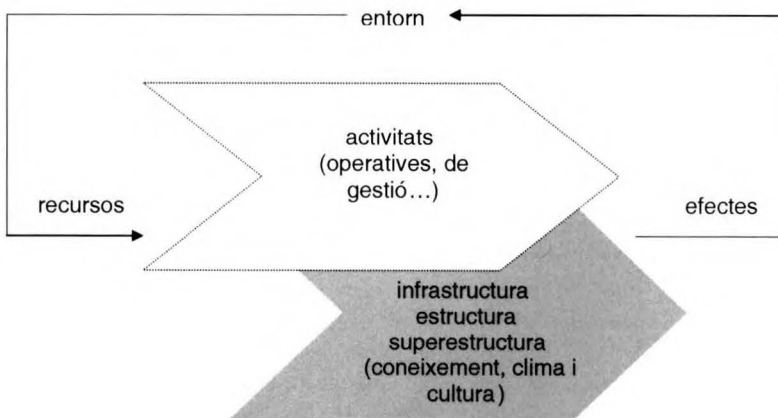 entorn
activitats
(operatives, de
gestió...)
recursos
efectes
infrastructura
estructura
superestructura
(coneixement, clima i
cultura)